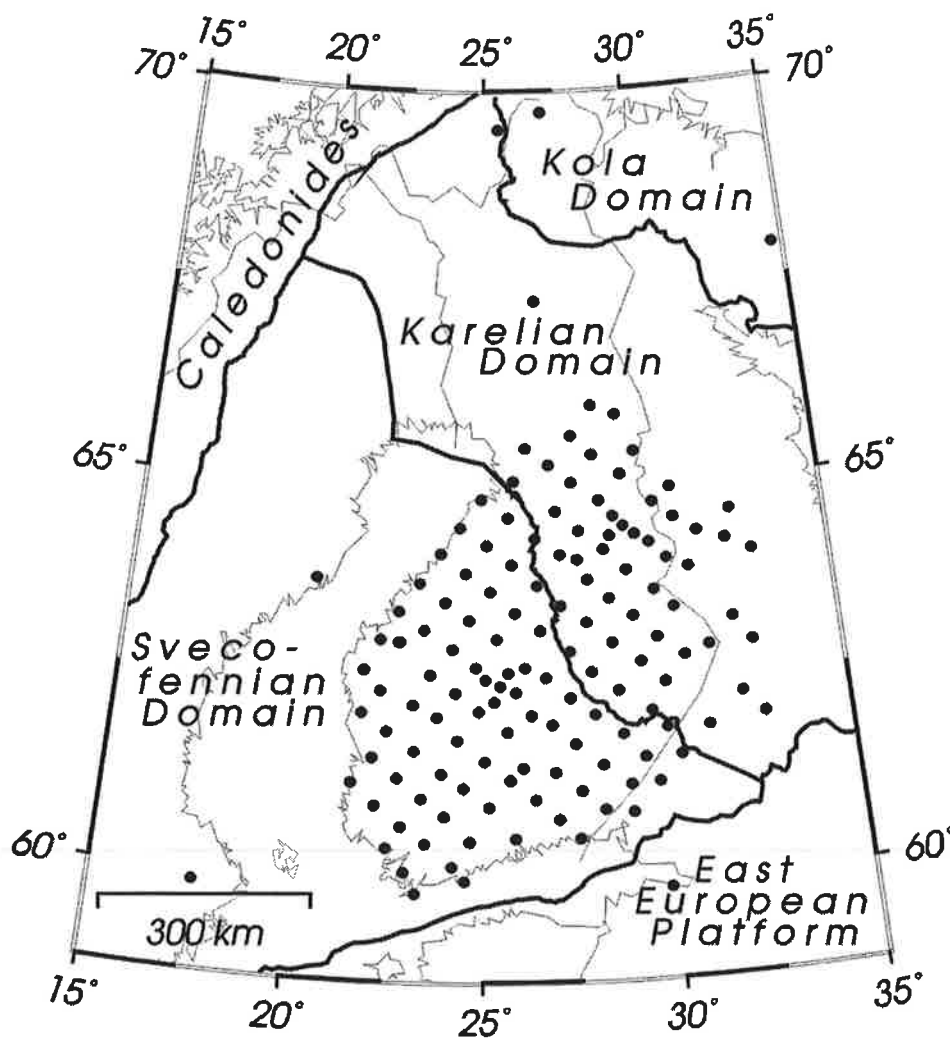 15° 20° 25° 30° 35°
70° 70°
Caledonides
Kola
Domain
Karelian
Domain
65° 65°
Sveco-
fennian
Domain
60° 60°
East
European
Platform
300 km
15° 20° 25° 30° 35°